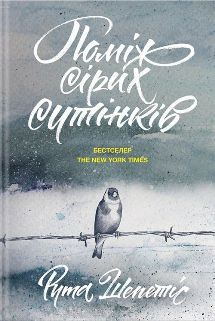 Поміж
сірих
сутінків
БЕСТСЕЛЕР
THE NEW YORK TIMES
Рута Шепетіс